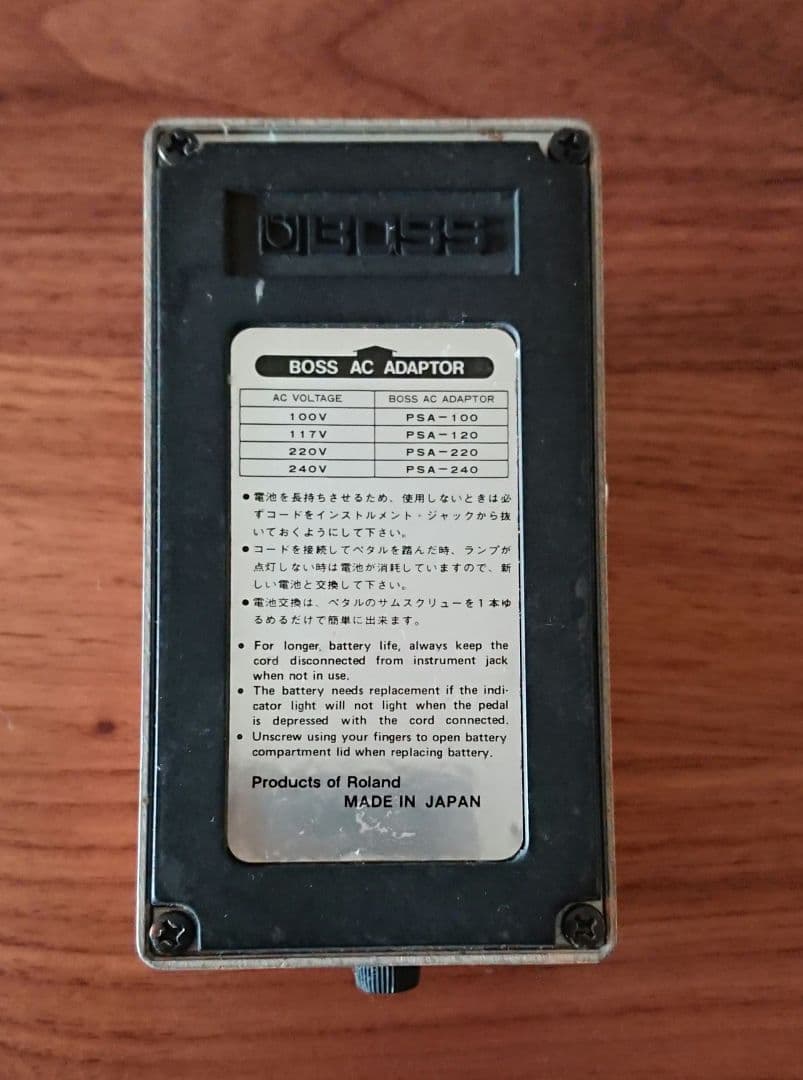 BOSS
BOSS AC ADAPTOR
AC VOLTAGE BOSS AC ADAPTOR
100V PSA-100
117V PSA-120
220V PSA-220
240V PSA-240
●電池を長持ちさせるため、使用しないときは必
ずコードをインストルメント・ジャックから抜
いておくようにして下さい。
●コードを接続してペタルを踏んだ時、ランプが
点灯しない時は電池が消耗していますので、新
しい電池と交換して下さい。
●電池交換は、ペタルのサムスクリューを1本ゆ
るめるだけで簡単に出来ます。
● For longer, battery life, always keep the
cord disconnected from instrument jack
when not in use.
● The battery needs replacement if the indi-
cator light will not light when the pedal
is depressed with the cord connected.
● Unscrew using your fingers to open battery
compartment lid when replacing battery.
Products of Roland
MADE IN JAPAN